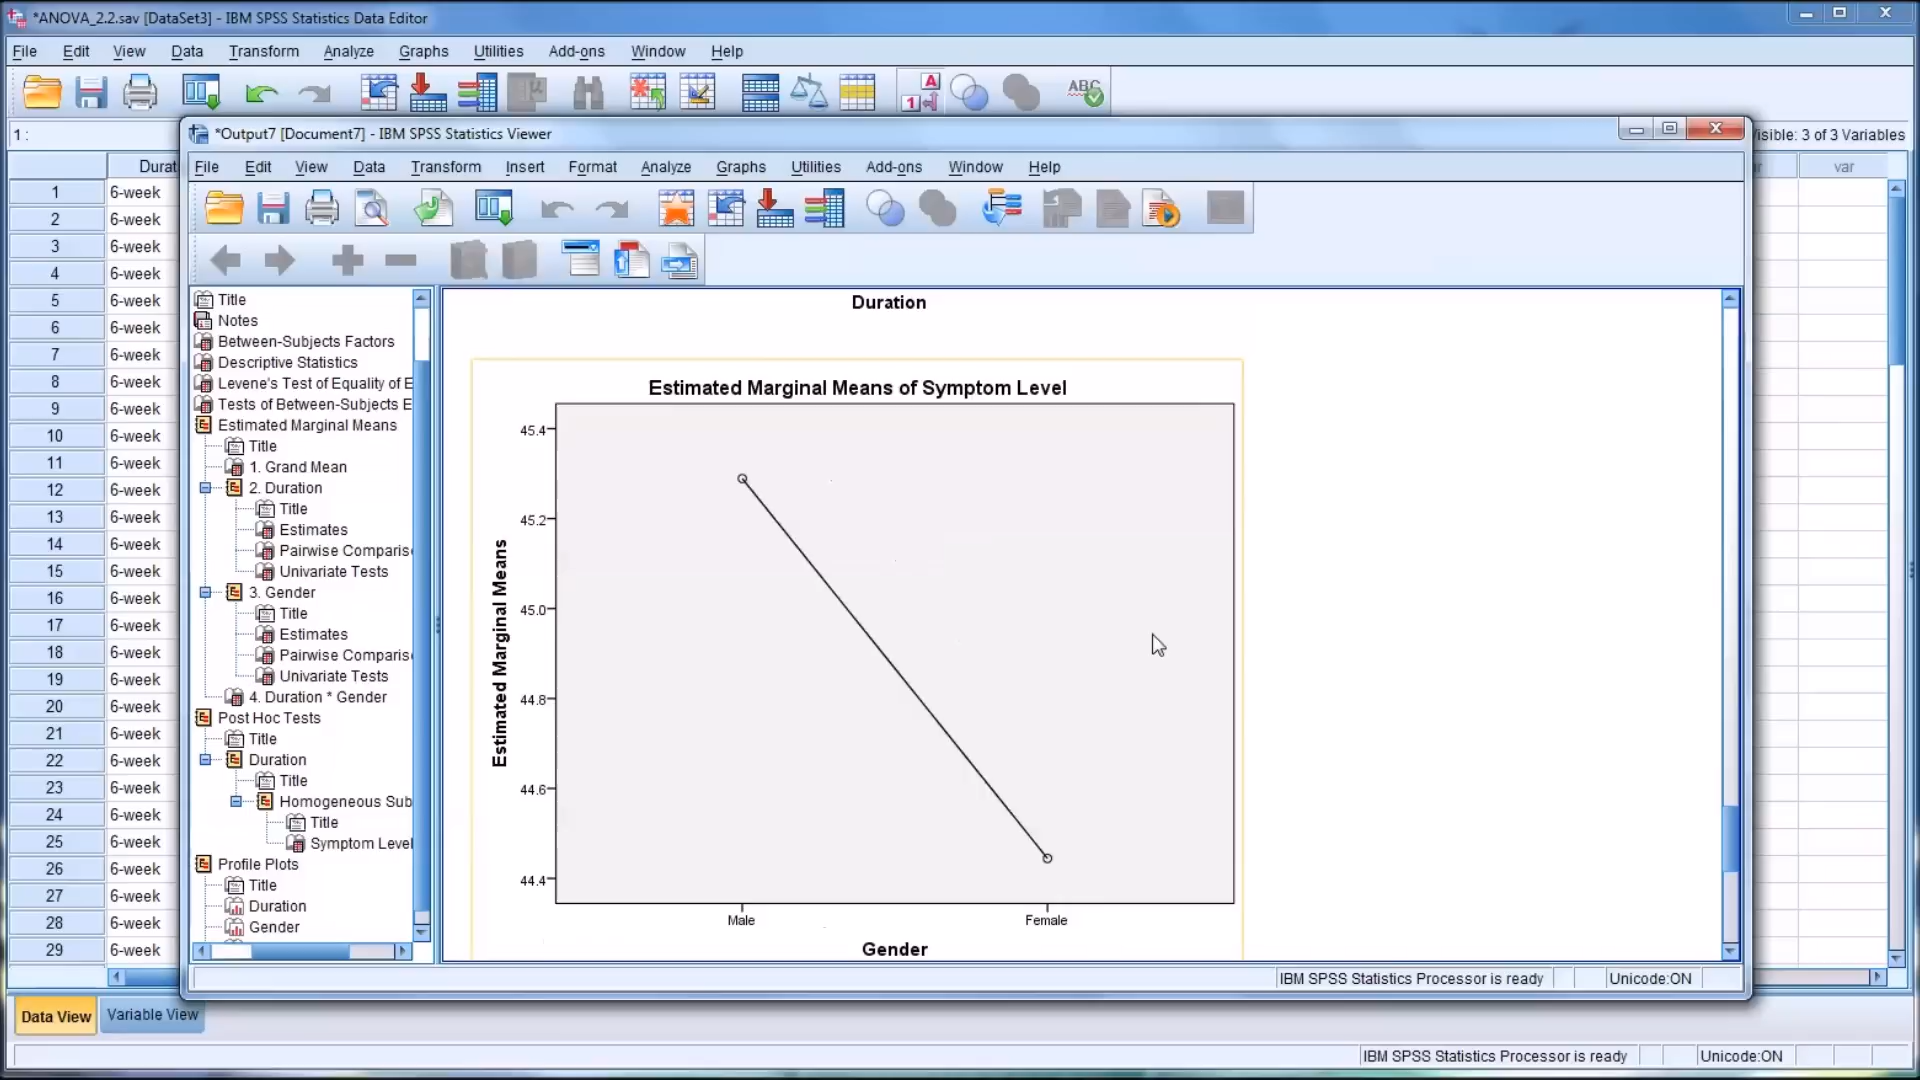 *ANOVA_2.2.sav [DataSet3] - IBM SPSS Statistics Data Editor
File Edit View Data Transform Analyze Graphs Utilities Add-ons Window Help
A
1
ABC
1 :
Visible: 3 of 3 Variables
*Output7 [Document7] - IBM SPSS Statistics Viewer
File Edit View Data Transform Insert Format Analyze Graphs Utilities Add-ons Window Help
Durat
var
1 6-week
2 6-week
3 6-week
4 6-week
5 6-week
6 6-week
7 6-week
8 6-week
9 6-week
10 6-week
11 6-week
12 6-week
13 6-week
14 6-week
15 6-week
16 6-week
17 6-week
18 6-week
19 6-week
20 6-week
21 6-week
22 6-week
23 6-week
24 6-week
25 6-week
26 6-week
27 6-week
28 6-week
29 6-week
Title
Notes
Between-Subjects Factors
Descriptive Statistics
Levene's Test of Equality of E
Tests of Between-Subjects E
Estimated Marginal Means
Title
1. Grand Mean
2. Duration
Title
Estimates
Pairwise Comparis
Univariate Tests
3. Gender
Title
Estimates
Pairwise Comparis
Univariate Tests
4. Duration * Gender
Post Hoc Tests
Title
Duration
Title
Homogeneous Sub
Title
Symptom Level
Profile Plots
Title
Duration
Gender
Duration
Estimated Marginal Means of Symptom Level
Estimated Marginal Means
45.4
45.2
45.0
44.8
44.6
44.4
Male Female
Gender
IBM SPSS Statistics Processor is ready Unicode:ON
Data View Variable View
IBM SPSS Statistics Processor is ready Unicode:ON